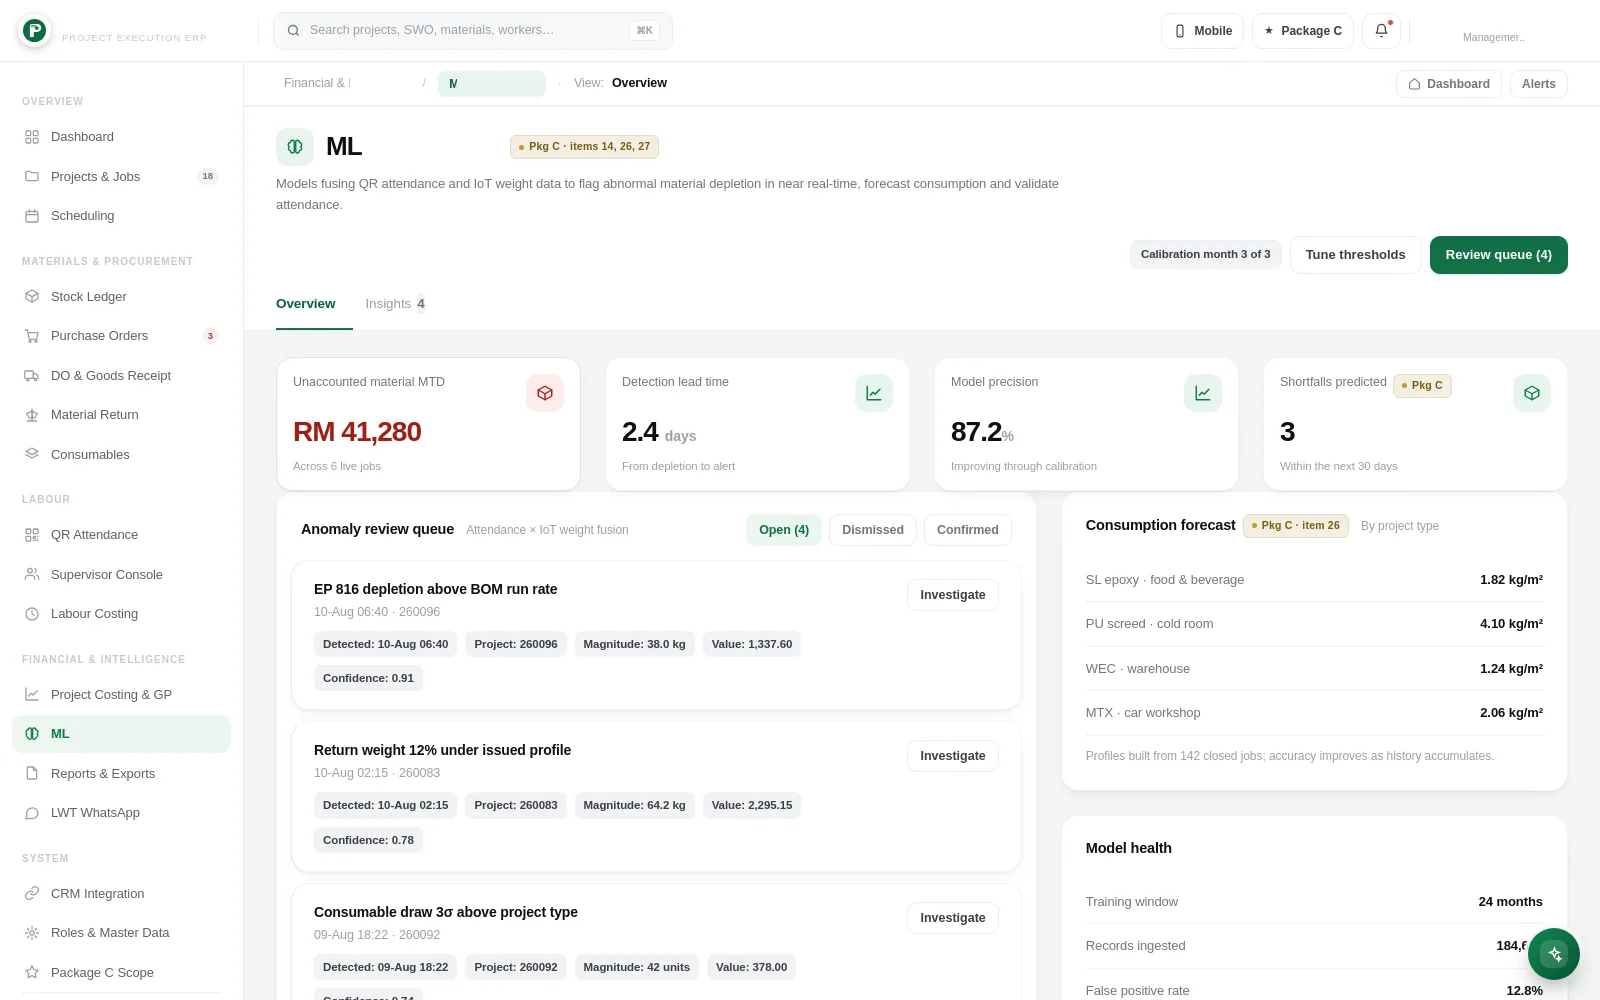 PROJECT EXECUTION ERP
Search projects, SWO, materials, workers…
⌘K
Mobile
★ Package C
Managemer..
Financial &
/
M
· View: Overview
Dashboard
Alerts
OVERVIEW
Dashboard
Projects & Jobs 18
Scheduling
MATERIALS & PROCUREMENT
Stock Ledger
Purchase Orders 3
DO & Goods Receipt
Material Return
Consumables
LABOUR
QR Attendance
Supervisor Console
Labour Costing
FINANCIAL & INTELLIGENCE
Project Costing & GP
ML
Reports & Exports
LWT WhatsApp
SYSTEM
CRM Integration
Roles & Master Data
Package C Scope
ML
Pkg C · items 14, 26, 27
Models fusing QR attendance and IoT weight data to flag abnormal material depletion in near real-time, forecast consumption and validate
attendance.
Calibration month 3 of 3
Tune thresholds
Review queue (4)
Overview
Insights 4
Unaccounted material MTD
RM 41,280
Across 6 live jobs
Detection lead time
2.4 days
From depletion to alert
Model precision
87.2%
Improving through calibration
Shortfalls predicted Pkg C
3
Within the next 30 days
Anomaly review queue Attendance × IoT weight fusion
Open (4)
Dismissed
Confirmed
EP 816 depletion above BOM run rate
10-Aug 06:40 · 260096
Investigate
Detected: 10-Aug 06:40 Project: 260096 Magnitude: 38.0 kg Value: 1,337.60
Confidence: 0.91
Return weight 12% under issued profile
10-Aug 02:15 · 260083
Investigate
Detected: 10-Aug 02:15 Project: 260083 Magnitude: 64.2 kg Value: 2,295.15
Confidence: 0.78
Consumable draw 3σ above project type
09-Aug 18:22 · 260092
Investigate
Detected: 09-Aug 18:22 Project: 260092 Magnitude: 42 units Value: 378.00
Confidence: 0.74
Consumption forecast Pkg C · item 26 By project type
SL epoxy · food & beverage 1.82 kg/m²
PU screed · cold room 4.10 kg/m²
WEC · warehouse 1.24 kg/m²
MTX · car workshop 2.06 kg/m²
Profiles built from 142 closed jobs; accuracy improves as history accumulates.
Model health
Training window 24 months
Records ingested
False positive rate 12.8%